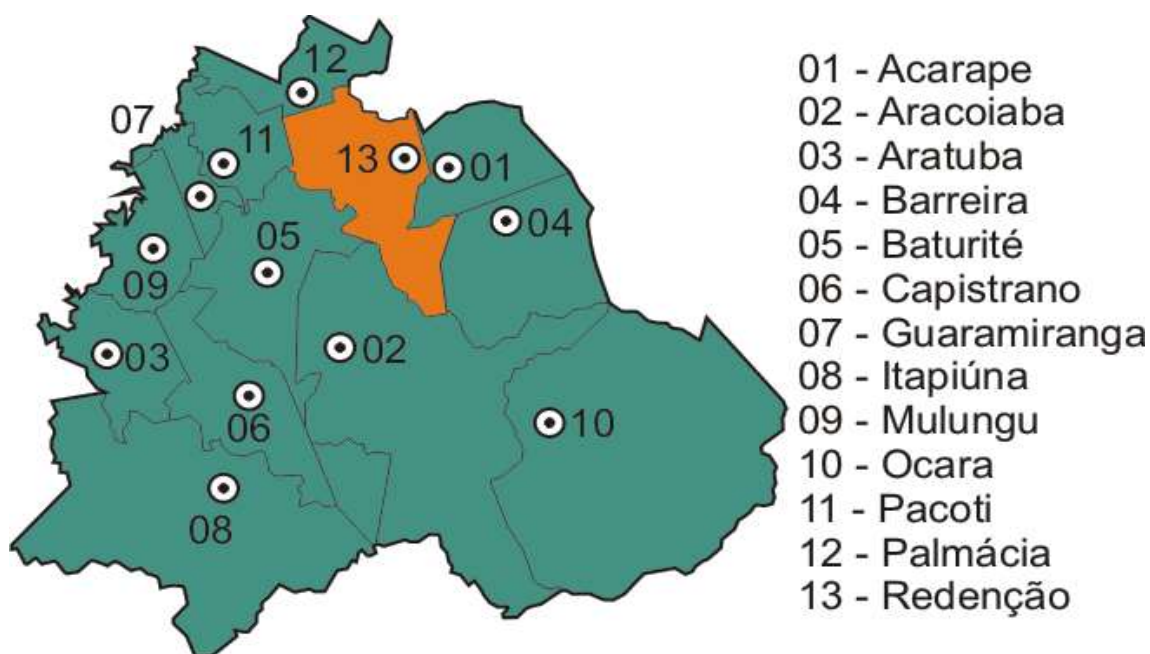 12
07
11
13
01
04
05
09
03
02
06
10
08
01 - Acarape
02 - Aracoiaba
03 - Aratuba
04 - Barreira
05 - Baturité
06 - Capistrano
07 - Guaramiranga
08 - Itapiúna
09 - Mulungu
10 - Ocara
11 - Pacoti
12 - Palmácia
13 - Redenção